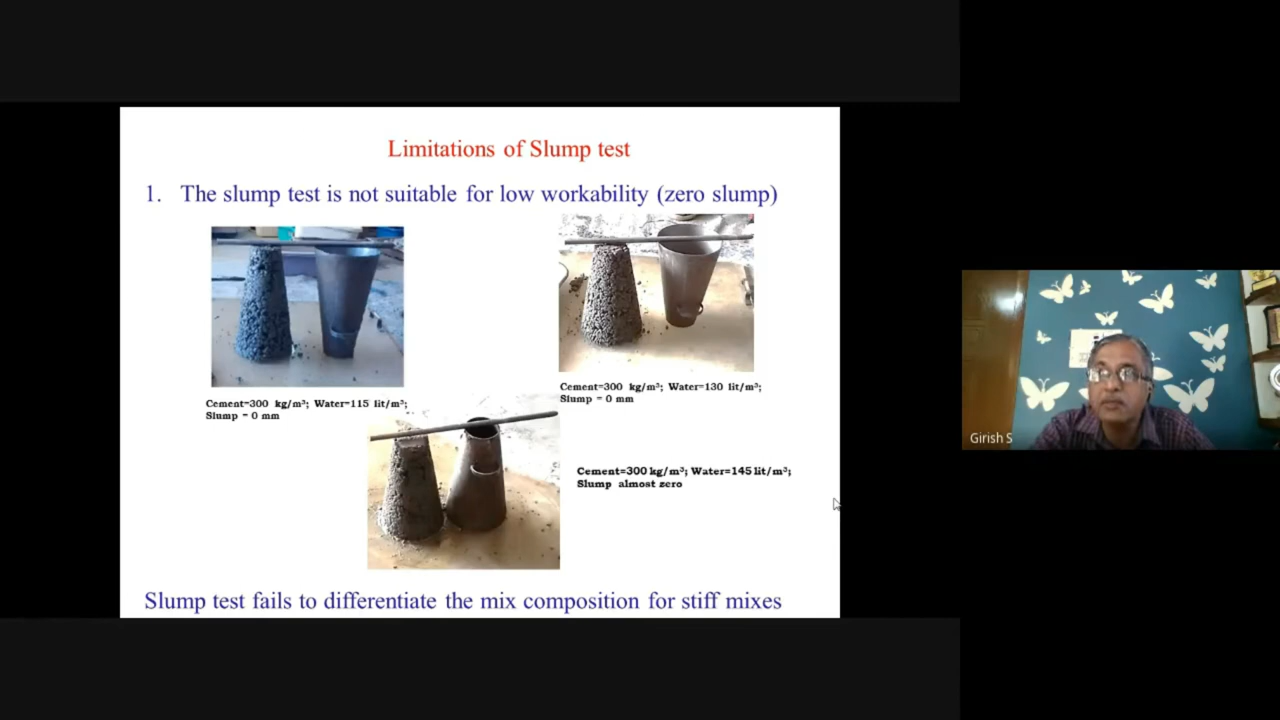 Limitations of Slump test
1. The slump test is not suitable for low workability (zero slump)
Cement=300 kg/m³; Water=115 lit/m³;
Slump = 0 mm
Cement=300 kg/m³; Water=130 lit/m³;
Slump = 0 mm
Cement=300 kg/m³; Water=145 lit/m³;
Slump almost zero
Slump test fails to differentiate the mix composition for stiff mixes
Girish S